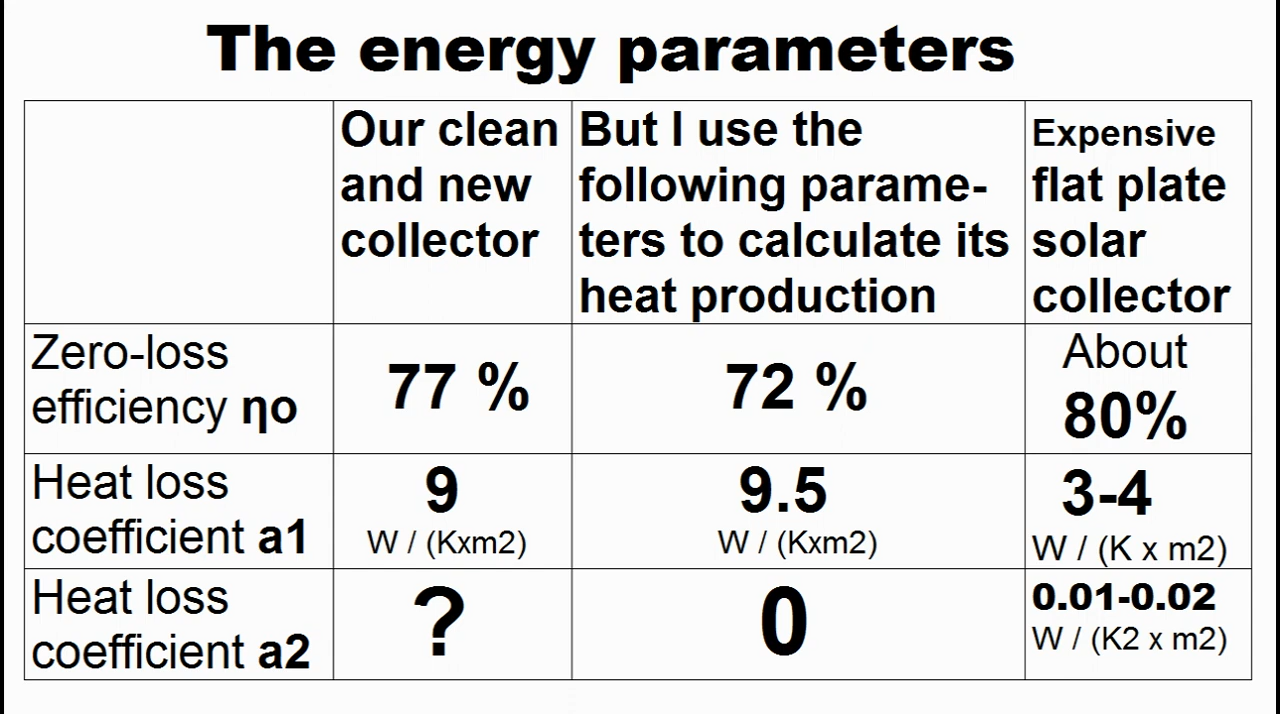 The energy parameters
Our clean
and new
collector
But I use the
following parame-
ters to calculate its
heat production
Expensive
flat plate
solar
collector
Zero-loss
efficiency ηo
77 %
72 %
About
80%
Heat loss
coefficient a1
9
W / (Kxm2)
9.5
W / (Kxm2)
3-4
W / (K x m2)
Heat loss
coefficient a2
?
0
0.01-0.02
W / (K2 x m2)